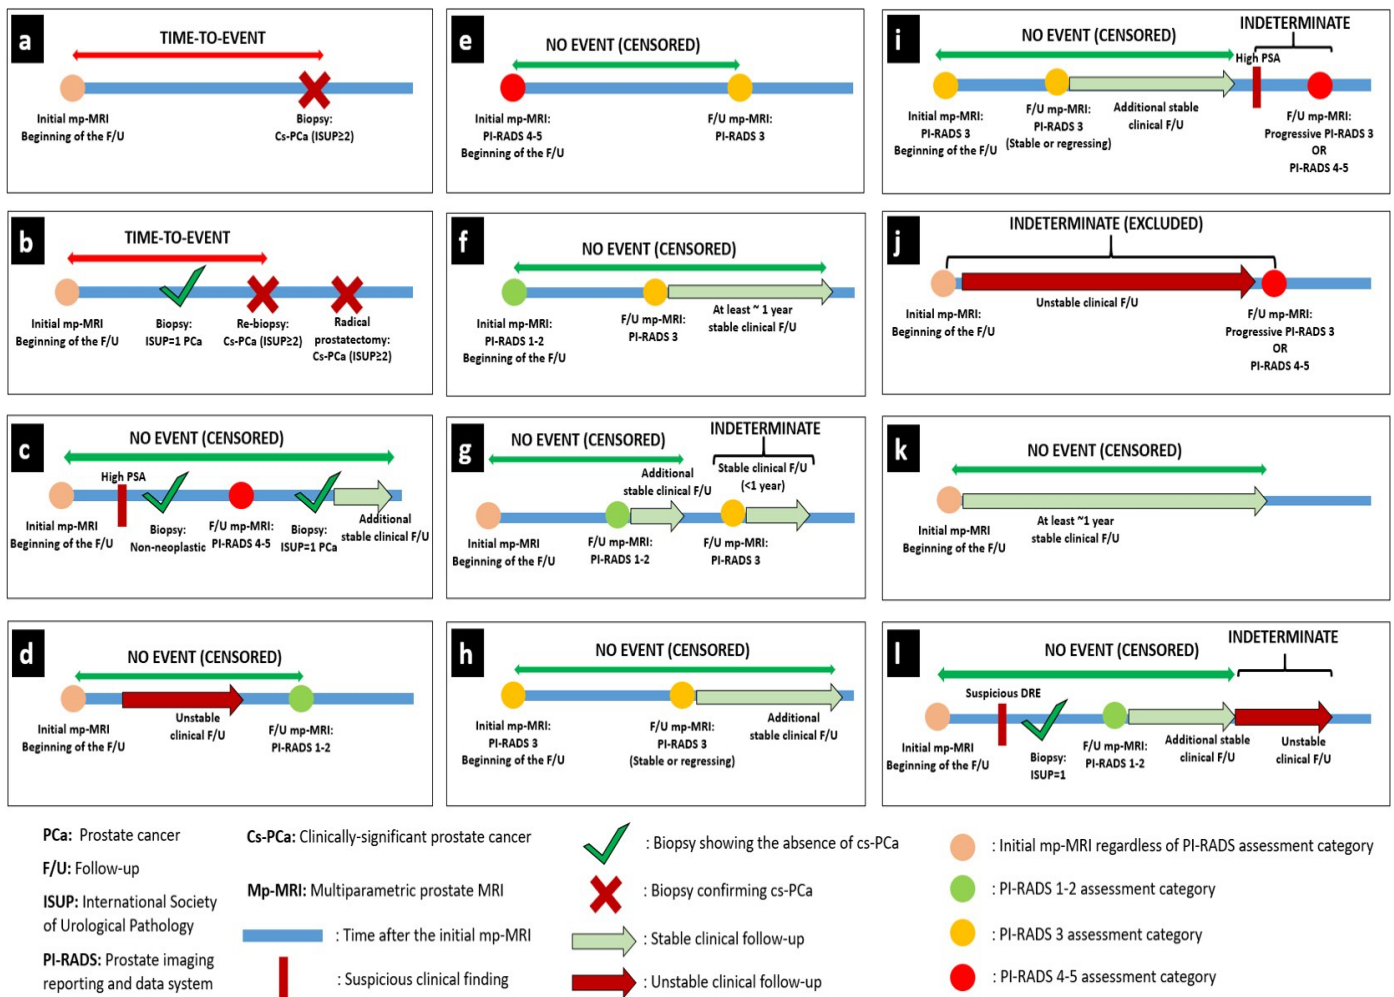 a
TIME-TO-EVENT
Initial mp-MRI
Beginning of the F/U
Biopsy:
Cs-PCa (ISUP≥2)
b
TIME-TO-EVENT
Initial mp-MRI
Beginning of the F/U
Biopsy:
ISUP=1 PCa
Re-biopsy:
Cs-PCa (ISUP≥2)
Radical
prostatectomy:
Cs-PCa (ISUP≥2)
c
NO EVENT (CENSORED)
High PSA
Initial mp-MRI
Beginning of the F/U
Biopsy:
Non-neoplastic
F/U mp-MRI:
PI-RADS 4-5
Biopsy:
ISUP=1 PCa
Additional
stable clinical F/U
d
NO EVENT (CENSORED)
Initial mp-MRI
Beginning of the F/U
Unstable
clinical F/U
F/U mp-MRI:
PI-RADS 1-2
e
NO EVENT (CENSORED)
Initial mp-MRI:
PI-RADS 4-5
Beginning of the F/U
F/U mp-MRI:
PI-RADS 3
f
NO EVENT (CENSORED)
Initial mp-MRI:
PI-RADS 1-2
Beginning of the F/U
F/U mp-MRI:
PI-RADS 3
At least ~ 1 year
stable clinical F/U
g
NO EVENT (CENSORED)
INDETERMINATE
Additional
stable clinical F/U
Stable clinical F/U
(<1 year)
Initial mp-MRI
Beginning of the F/U
F/U mp-MRI:
PI-RADS 1-2
F/U mp-MRI:
PI-RADS 3
h
NO EVENT (CENSORED)
Initial mp-MRI:
PI-RADS 3
Beginning of the F/U
F/U mp-MRI:
PI-RADS 3
(Stable or regressing)
Additional
stable clinical F/U
i
NO EVENT (CENSORED)
INDETERMINATE
High PSA
Initial mp-MRI:
PI-RADS 3
Beginning of the F/U
F/U mp-MRI:
PI-RADS 3
(Stable or regressing)
Additional stable
clinical F/U
F/U mp-MRI:
Progressive PI-RADS 3
OR
PI-RADS 4-5
j
INDETERMINATE (EXCLUDED)
Initial mp-MRI:
Beginning of the F/U
Unstable clinical F/U
F/U mp-MRI:
Progressive PI-RADS 3
OR
PI-RADS 4-5
k
NO EVENT (CENSORED)
Initial mp-MRI
Beginning of the F/U
At least ~1 year
stable clinical F/U
l
NO EVENT (CENSORED)
INDETERMINATE
Suspicious DRE
Initial mp-MRI
Beginning of the F/U
Biopsy:
ISUP=1
F/U mp-MRI:
PI-RADS 1-2
Additional stable
clinical F/U
Unstable
clinical F/U
PCa: Prostate cancer
F/U: Follow-up
ISUP: International Society
of Urological Pathology
PI-RADS: Prostate imaging
reporting and data system
Cs-PCa: Clinically-significant prostate cancer
Mp-MRI: Multiparametric prostate MRI
: Time after the initial mp-MRI
: Suspicious clinical finding
: Biopsy showing the absence of cs-PCa
: Biopsy confirming cs-PCa
: Stable clinical follow-up
: Unstable clinical follow-up
: Initial mp-MRI regardless of PI-RADS assessment category
: PI-RADS 1-2 assessment category
: PI-RADS 3 assessment category
: PI-RADS 4-5 assessment category